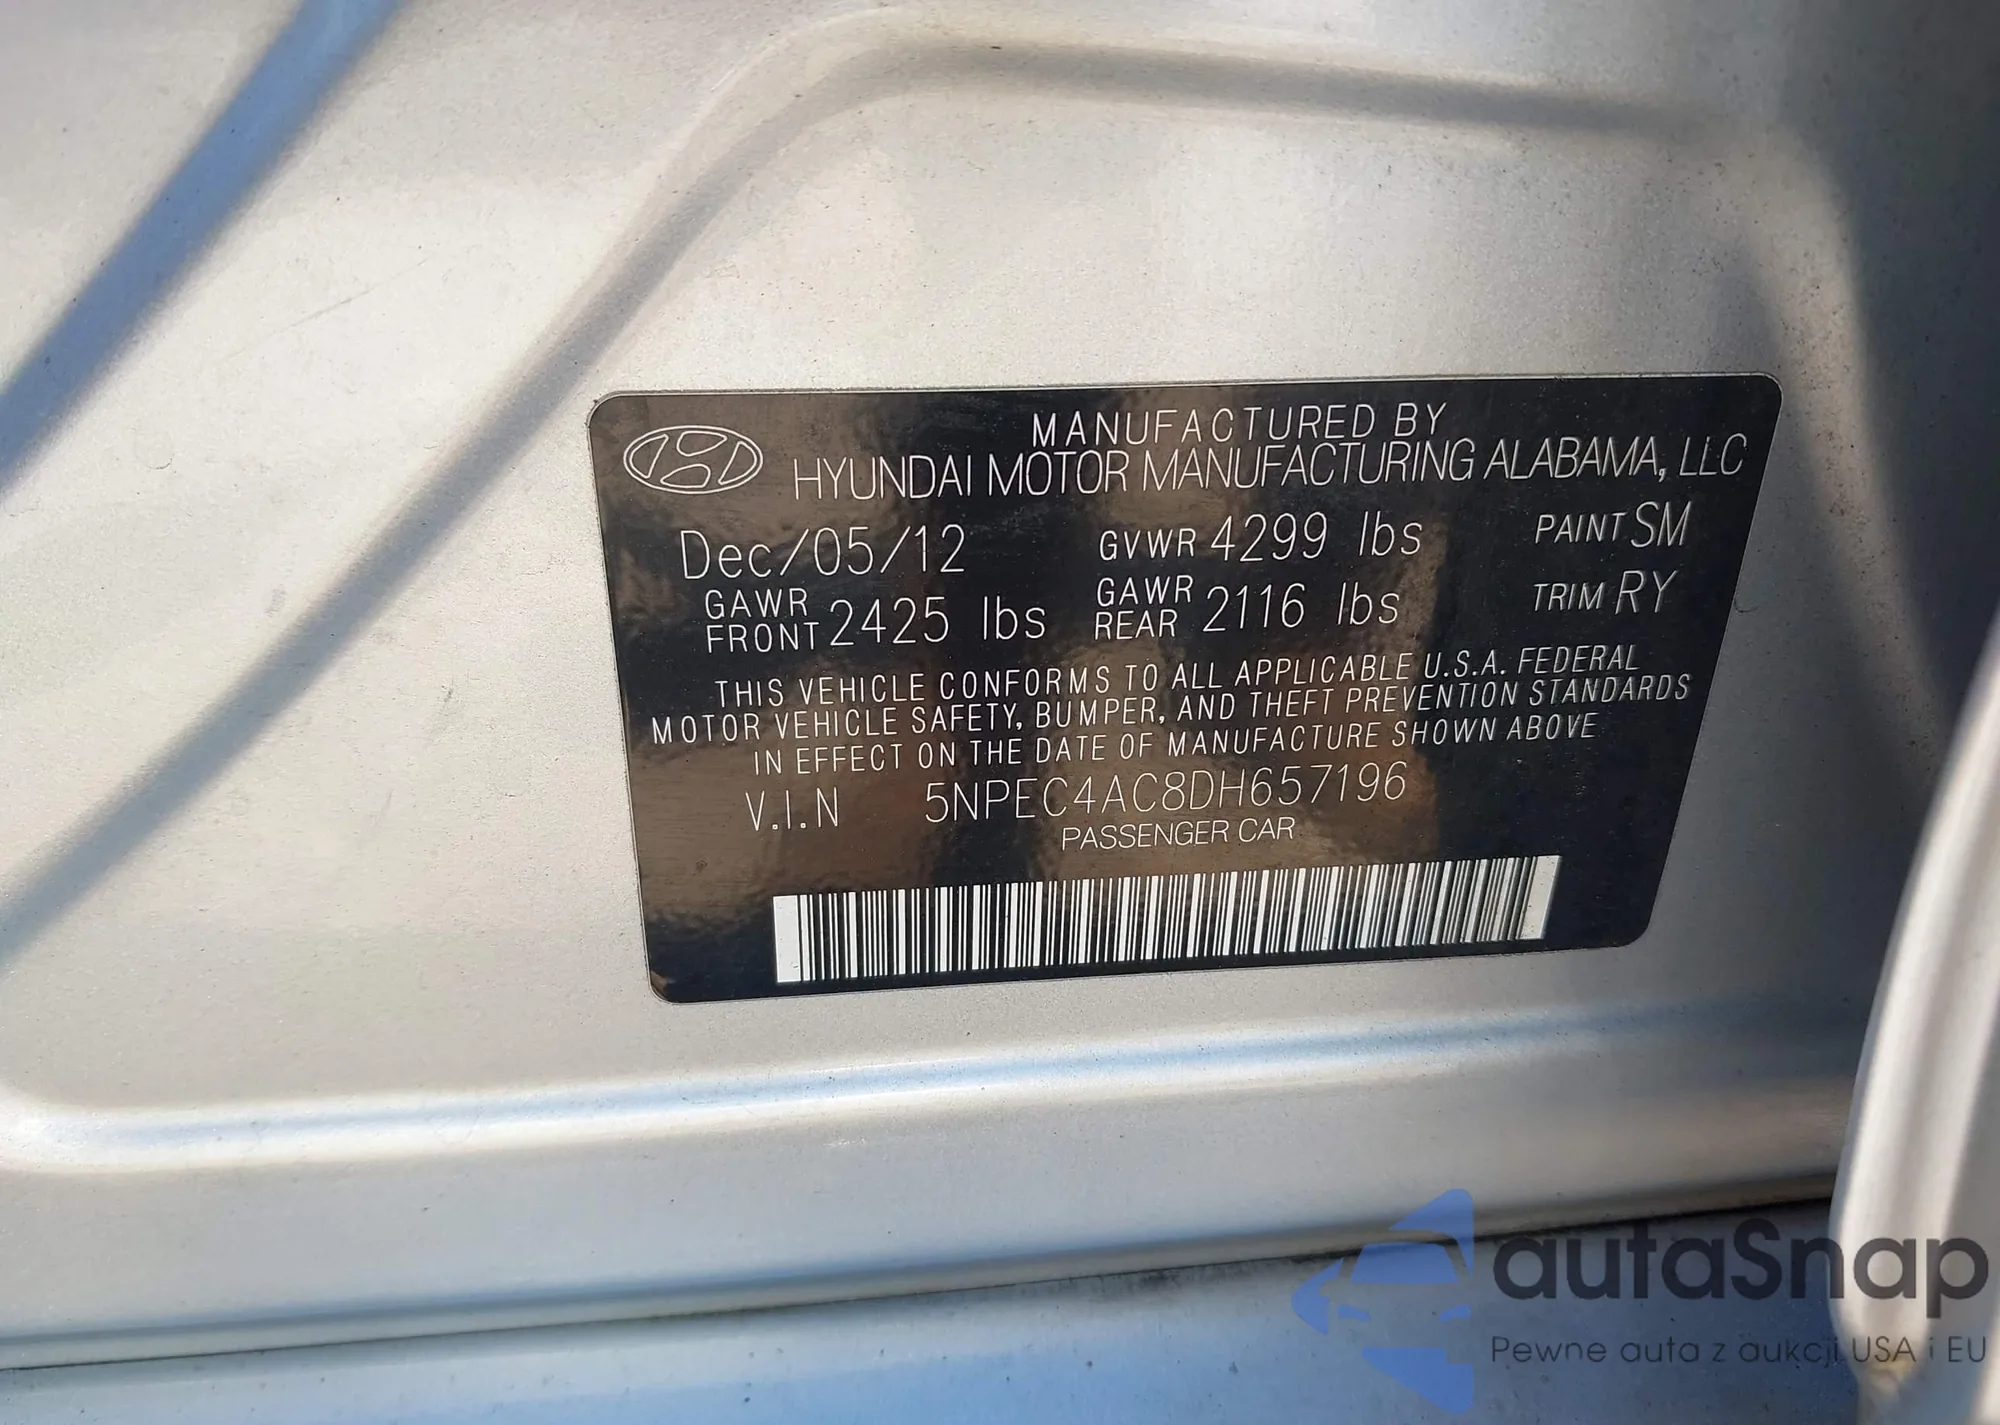 MANUFACTURED BY
HYUNDAI MOTOR MANUFACTURING ALABAMA, LLC
Dec/05/12 GVWR 4299 lbs PAINT SM
GAWR FRONT 2425 lbs GAWR REAR 2116 lbs TRIM RY
THIS VEHICLE CONFORMS TO ALL APPLICABLE U.S.A. FEDERAL
MOTOR VEHICLE SAFETY, BUMPER, AND THEFT PREVENTION STANDARDS
IN EFFECT ON THE DATE OF MANUFACTURE SHOWN ABOVE
V.I.N 5NPEC4AC8DH657196
PASSENGER CAR
autaSnap
Pewne auta z aukcji USA i EU